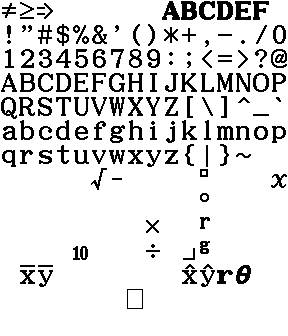 ≠≥⇒ ABCDEF
!"#$%&'()*+,-./0
123456789:;<=>?@
ABCDEFGHIJKLMNOP
QRSTUVWXYZ[\]^_`
abcdefghijklmnop
qrstuvwxyz{|}~
√- ▫ x
○
× r
10 ÷ ┘g
x̅y̅ x̂ŷrθ
□